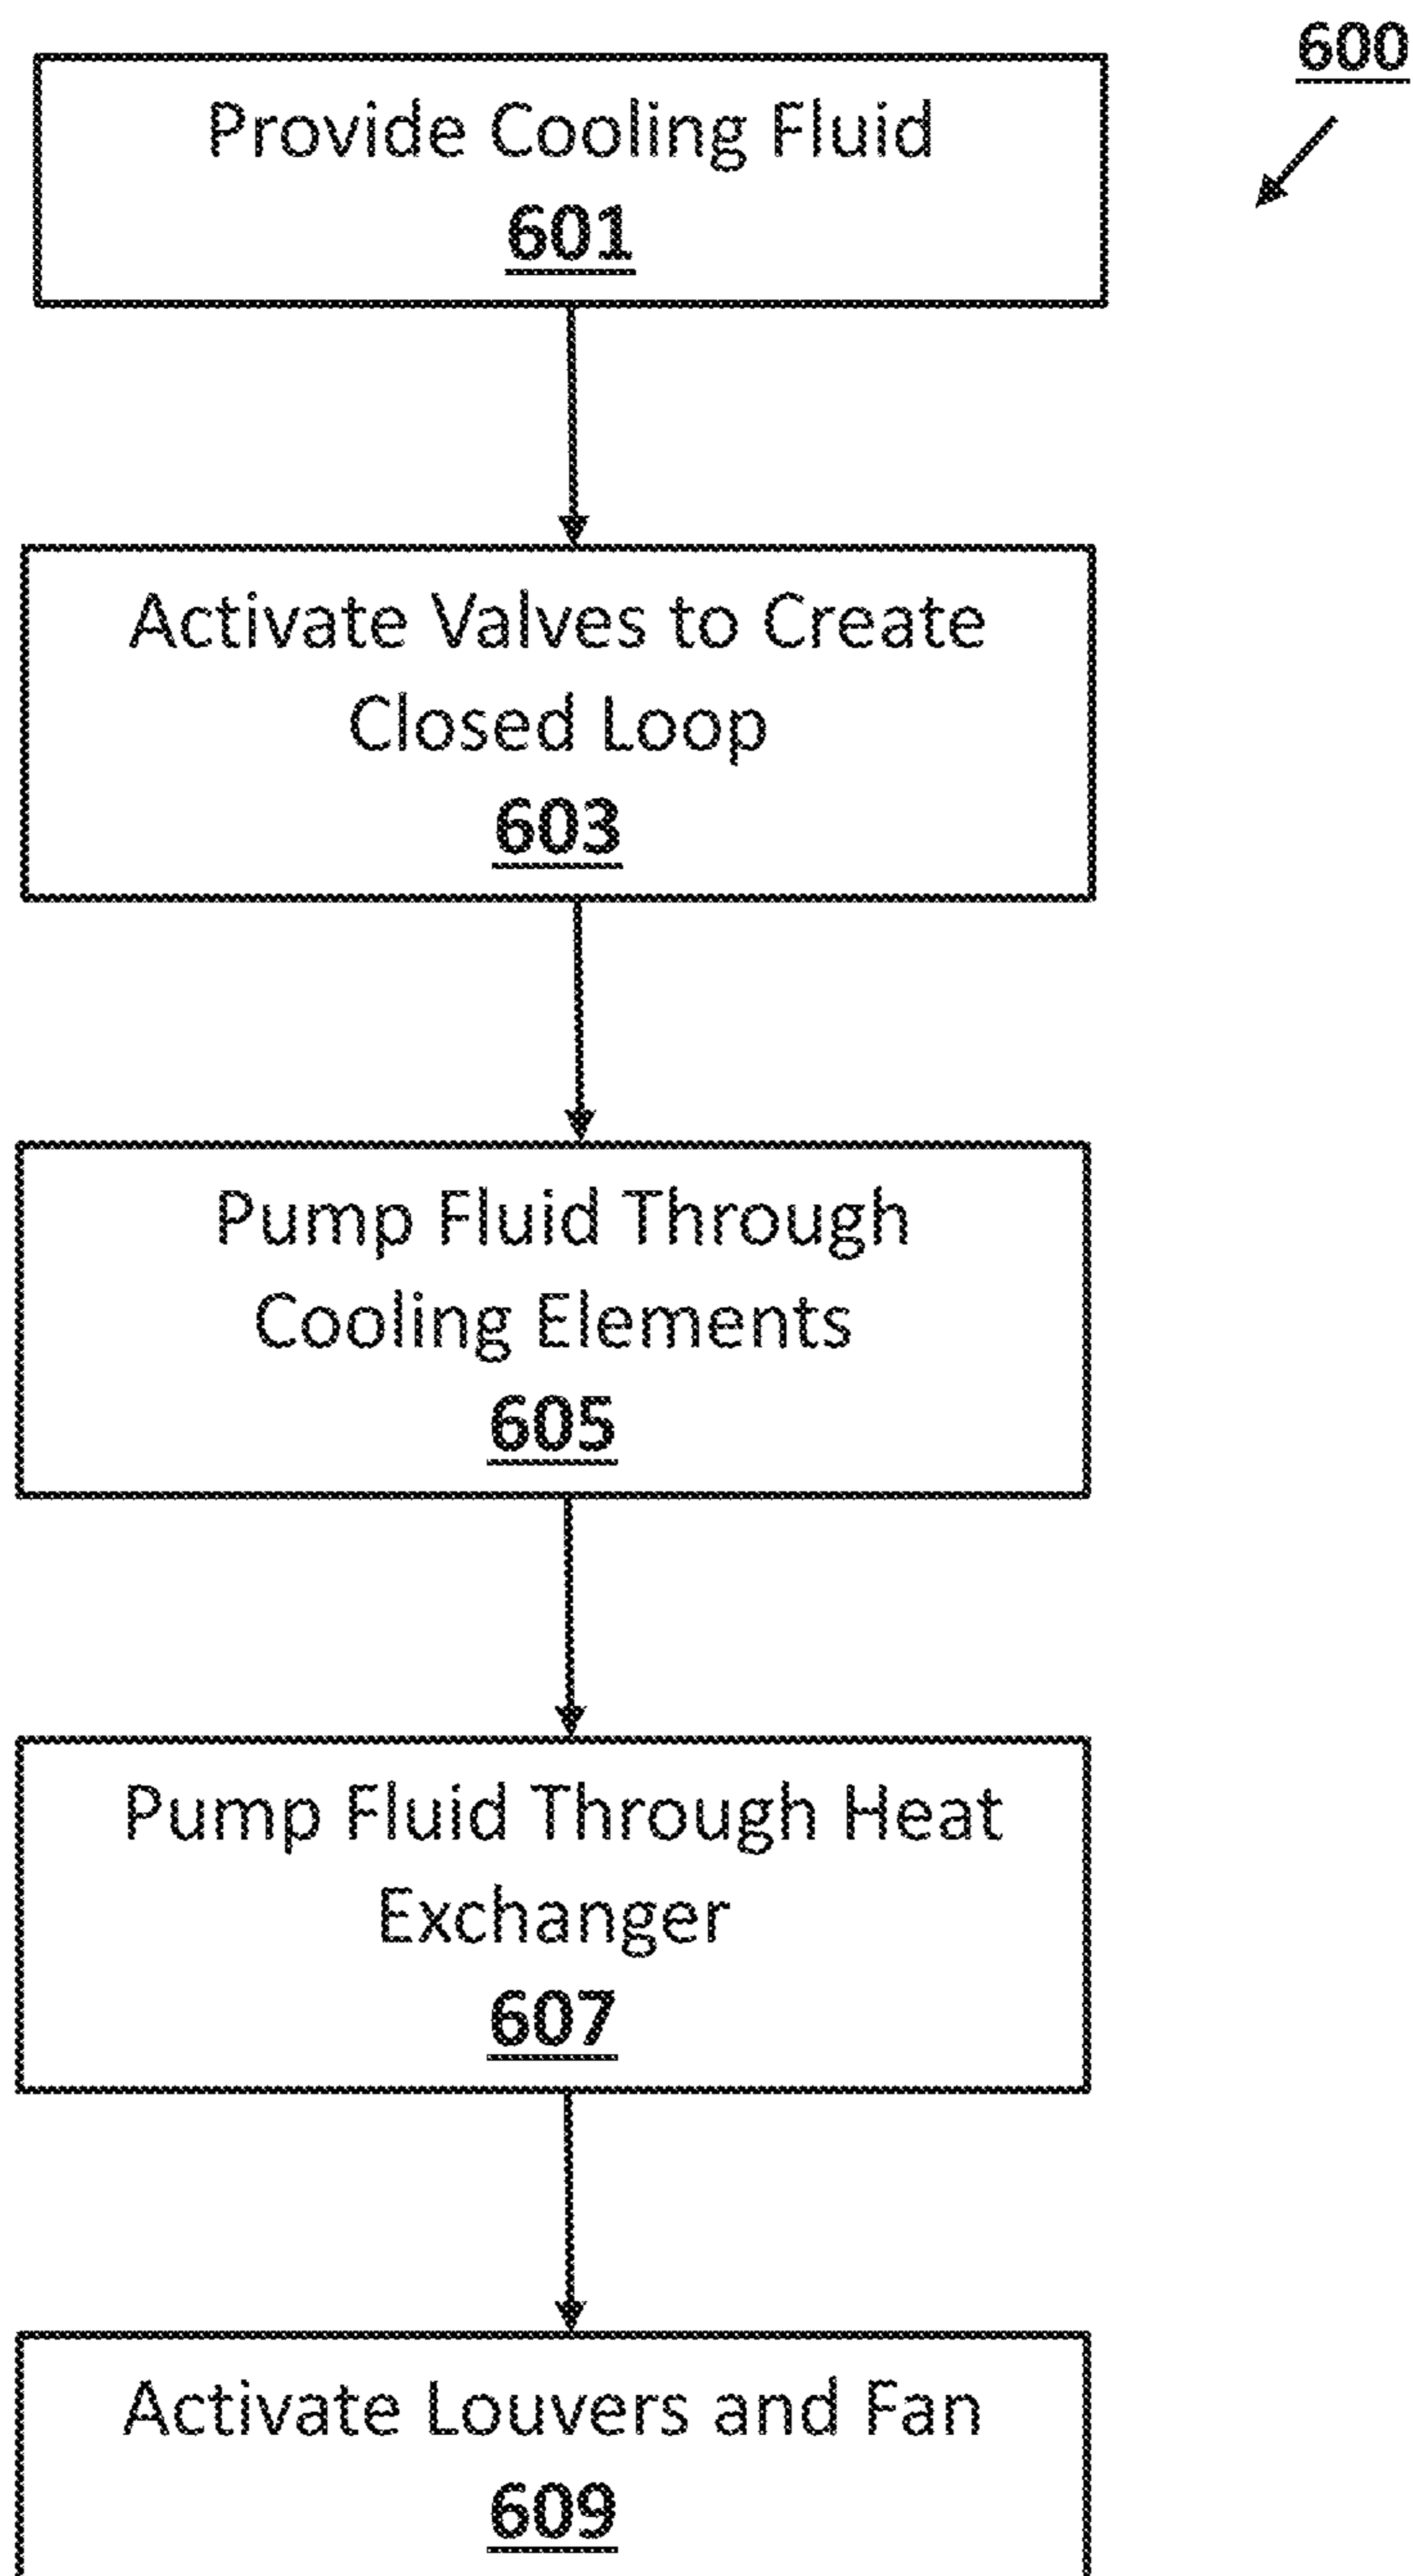 600
Provide Cooling Fluid
601
Activate Valves to Create
Closed Loop
603
Pump Fluid Through
Cooling Elements
605
Pump Fluid Through Heat
Exchanger
607
Activate Louvers and Fan
609